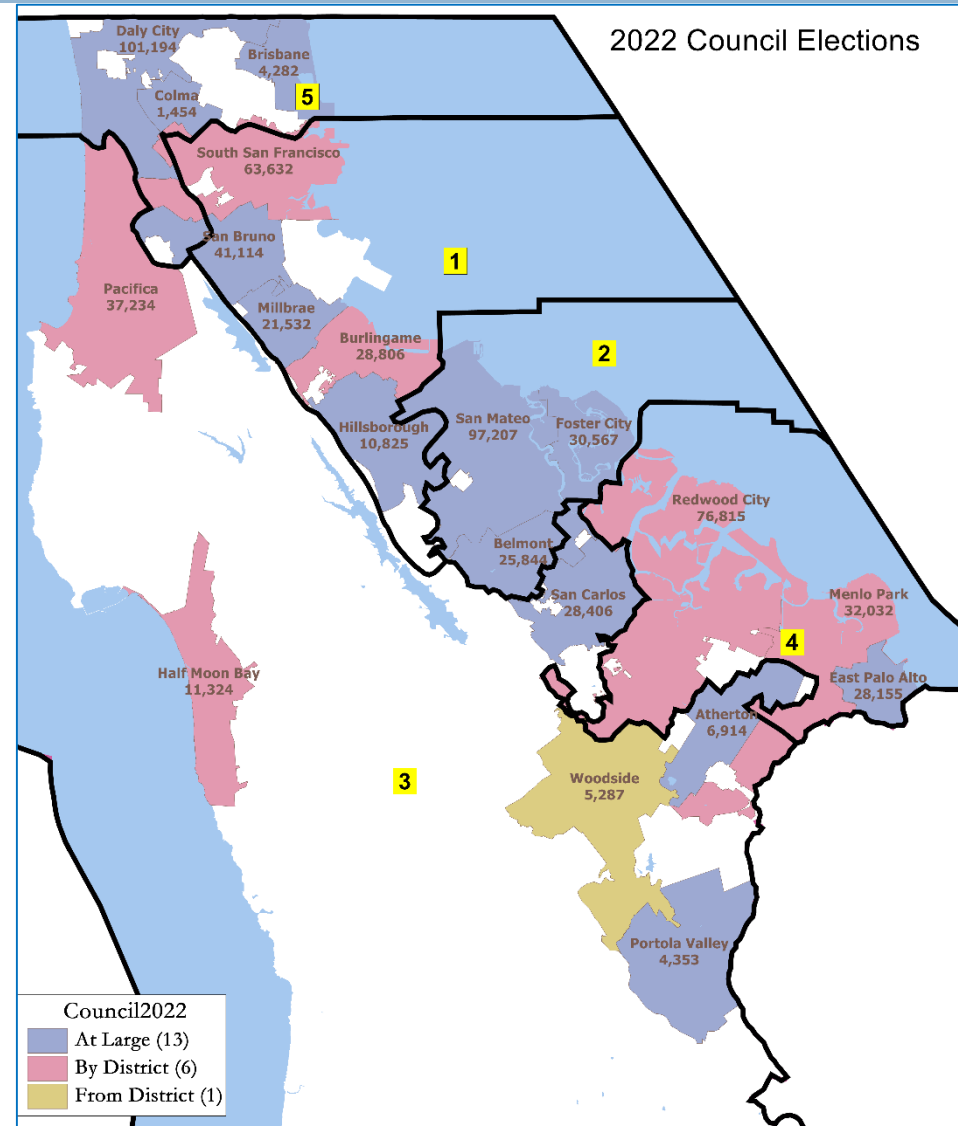 2022 Council Elections
Daly City
101,194
Brisbane
4,282
Colma
1,454
5
South San Francisco
63,632
San Bruno
41,114
1
Pacifica
37,234
Millbrae
21,532
Burlingame
28,806
2
Hillsborough
10,825
San Mateo
97,207
Foster City
30,567
Redwood City
76,815
Belmont
25,844
San Carlos
28,406
Menlo Park
32,032
4
Half Moon Bay
11,324
East Palo Alto
28,155
Atherton
6,914
3
Woodside
5,287
Portola Valley
4,353
Council2022
At Large (13)
By District (6)
From District (1)